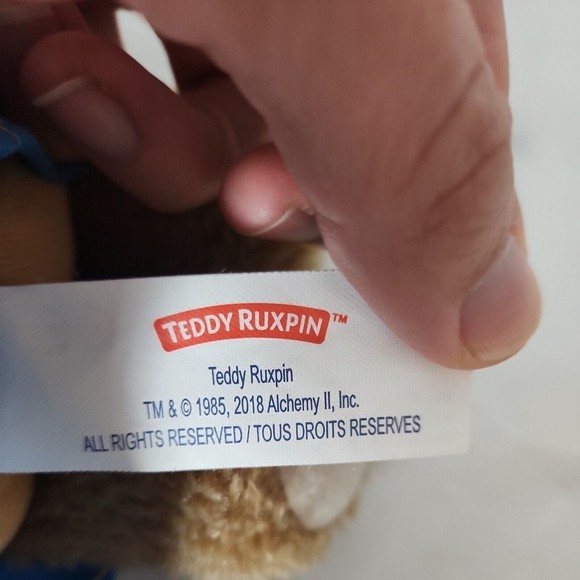 TEDDY RUXPIN™
Teddy Ruxpin
TM & © 1985, 2018 Alchemy II, Inc.
ALL RIGHTS RESERVED / TOUS DROITS RESERVES